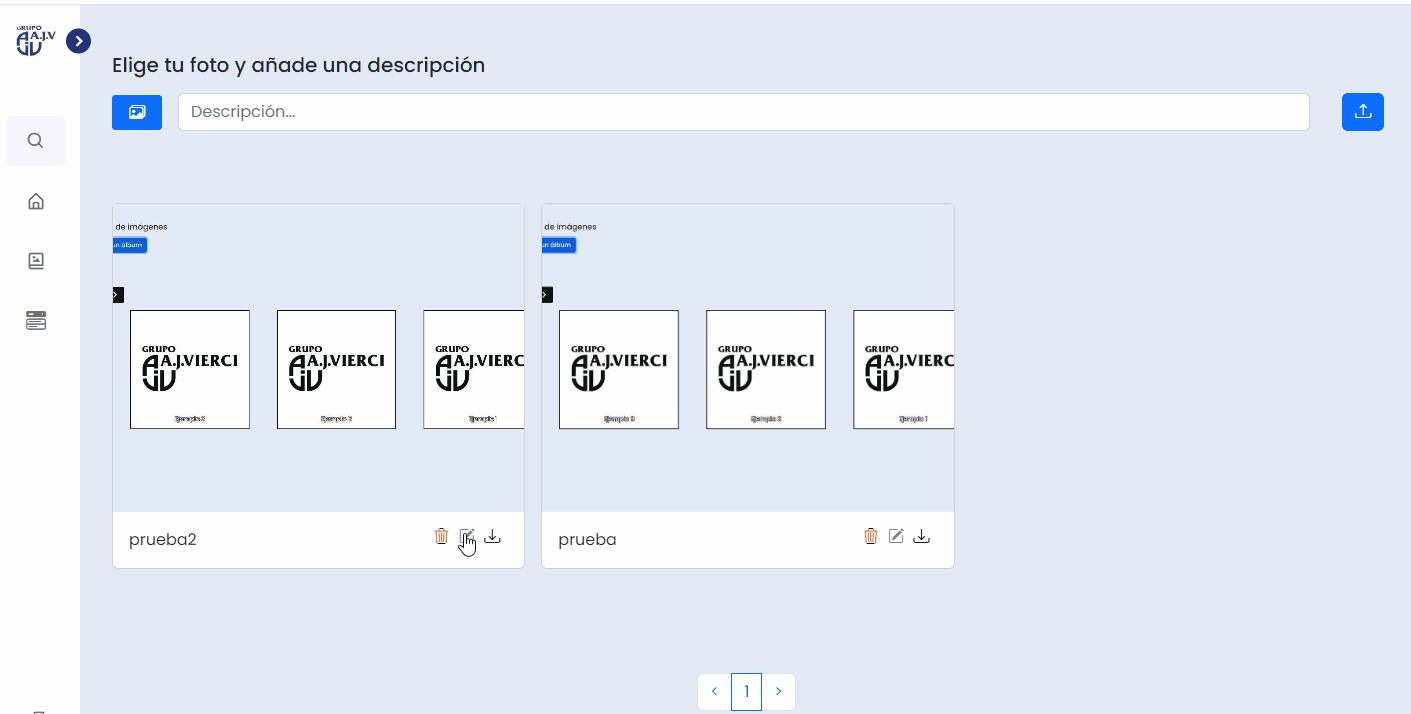 GRUPO
A.J.V
Elige tu foto y añade una descripción
Descripción...
de imágenes
un álbum
de imágenes
un álbum
GRUPO
A.J.VIERCI
GRUPO
A.J.VIERCI
GRUPO
A.J.VIERC
GRUPO
A.J.VIERCI
GRUPO
A.J.VIERCI
GRUPO
A.J.VIERC
Ejemplo 3
Ejemplo 2
Ejemplo 1
Ejemplo 3
Ejemplo 2
Ejemplo 1
prueba2
prueba
1